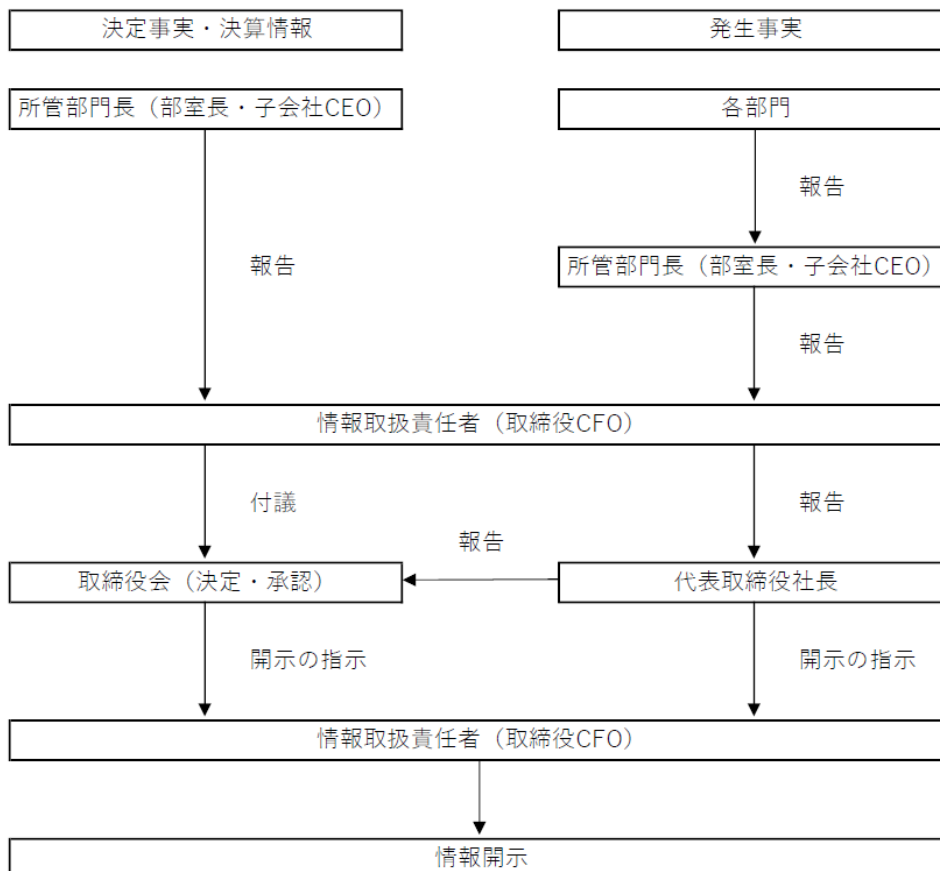 決定事実・決算情報
発生事実
所管部門長（部室長・子会社CEO）
各部門
報告
報告
所管部門長（部室長・子会社CEO）
報告
情報取扱責任者（取締役CFO）
付議
報告
報告
取締役会（決定・承認）
代表取締役社長
開示の指示
開示の指示
情報取扱責任者（取締役CFO）
情報開示